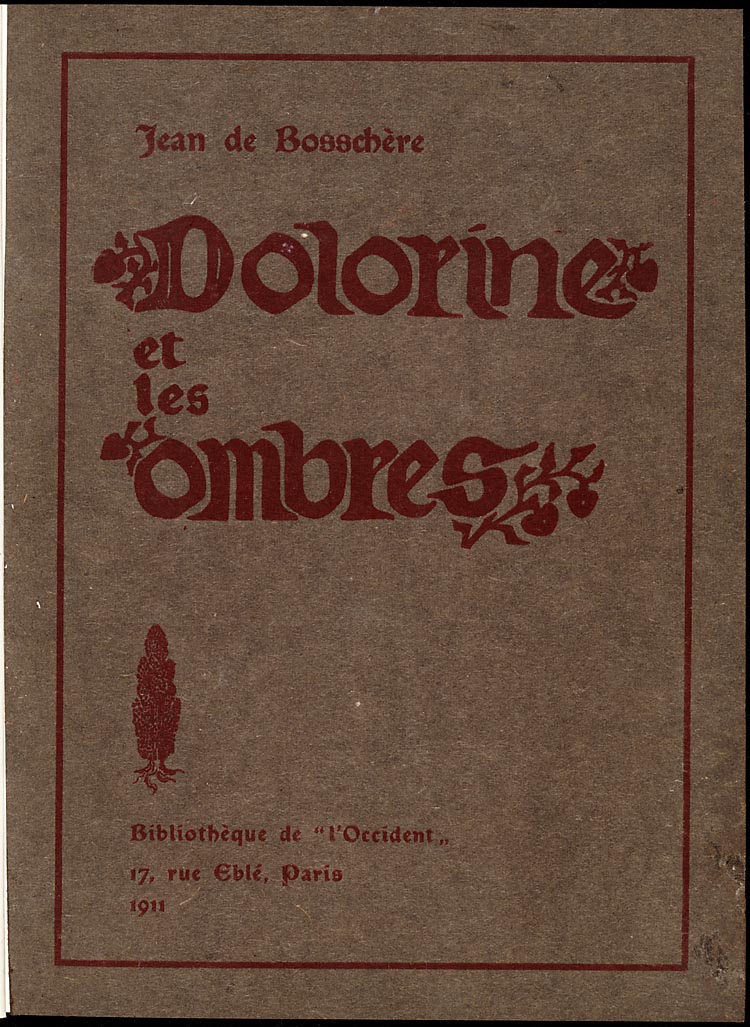 Jean de Bosschère
Dolorine
et
les
ombres
Bibliothèque de “l'Occident„
17, rue Eblé, Paris
1911